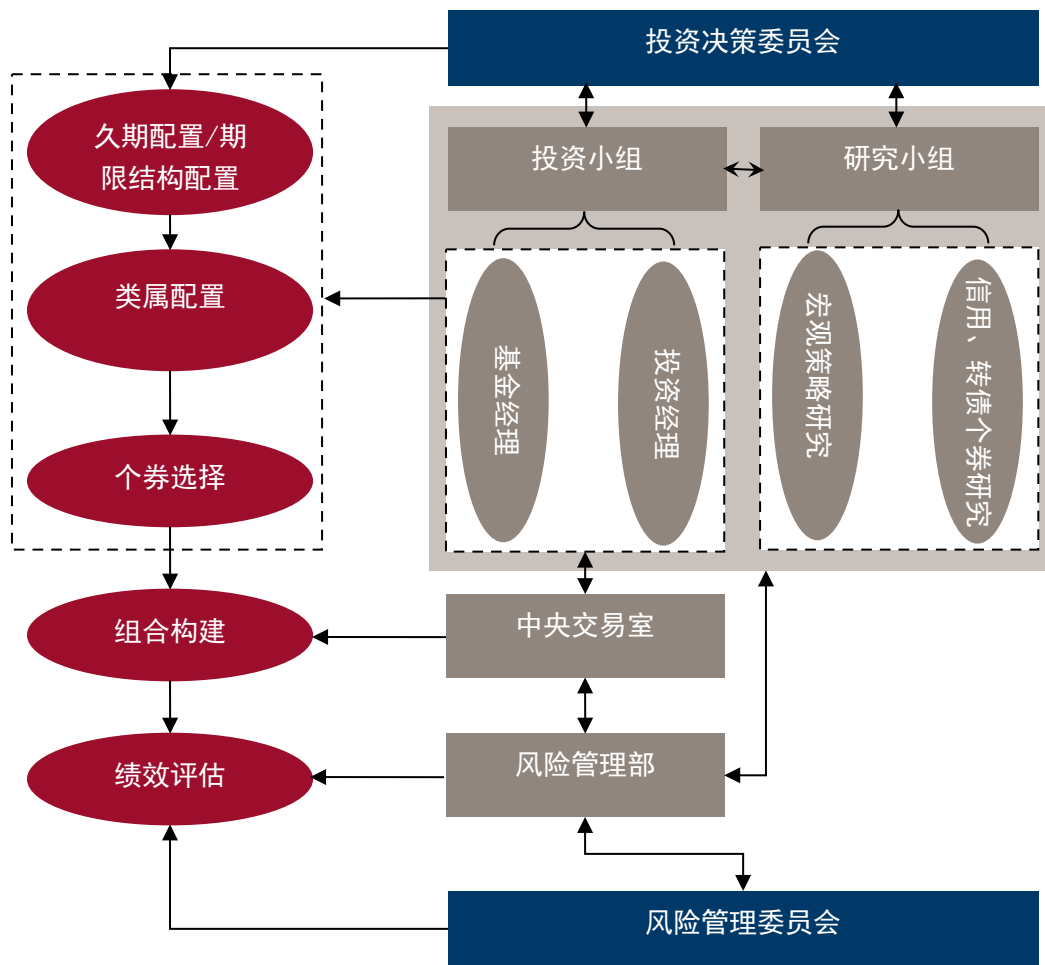 投资决策委员会
久期配置/期
限结构配置
投资小组
研究小组
类属配置
基金经理
投资经理
宏观策略研究
信用、转债个券研究
个券选择
组合构建
中央交易室
绩效评估
风险管理部
风险管理委员会